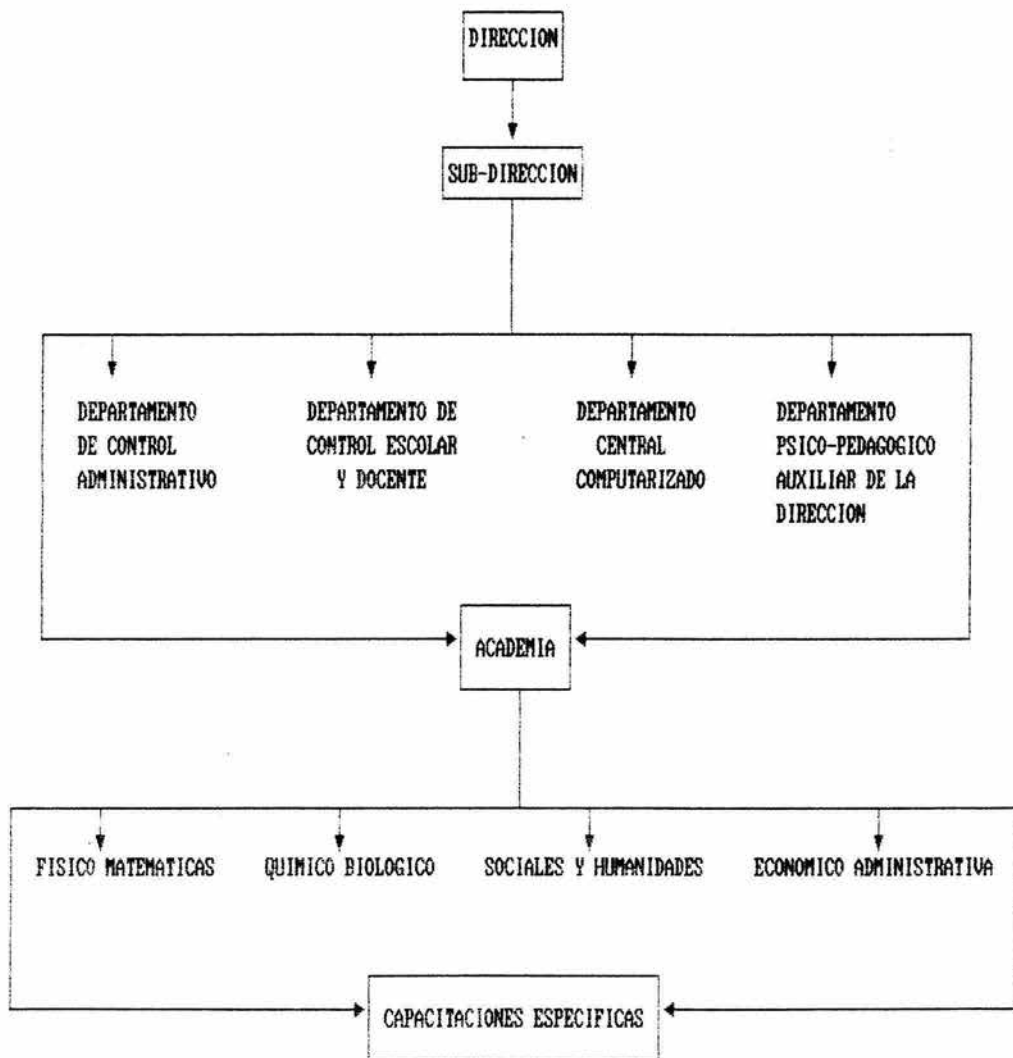 DIRECCION
SUB-DIRECCION
DEPARTAMENTO
DE CONTROL
ADMINISTRATIVO
DEPARTAMENTO DE
CONTROL ESCOLAR
Y DOCENTE
DEPARTAMENTO
CENTRAL
COMPUTARIZADO
DEPARTAMENTO
PSICO-PEDAGOGICO
AUXILIAR DE LA
DIRECCION
ACADEMIA
FISICO MATEMATICAS
QUIMICO BIOLOGICO
SOCIALES Y HUMANIDADES
ECONOMICO ADMINISTRATIVA
CAPACITACIONES ESPECIFICAS